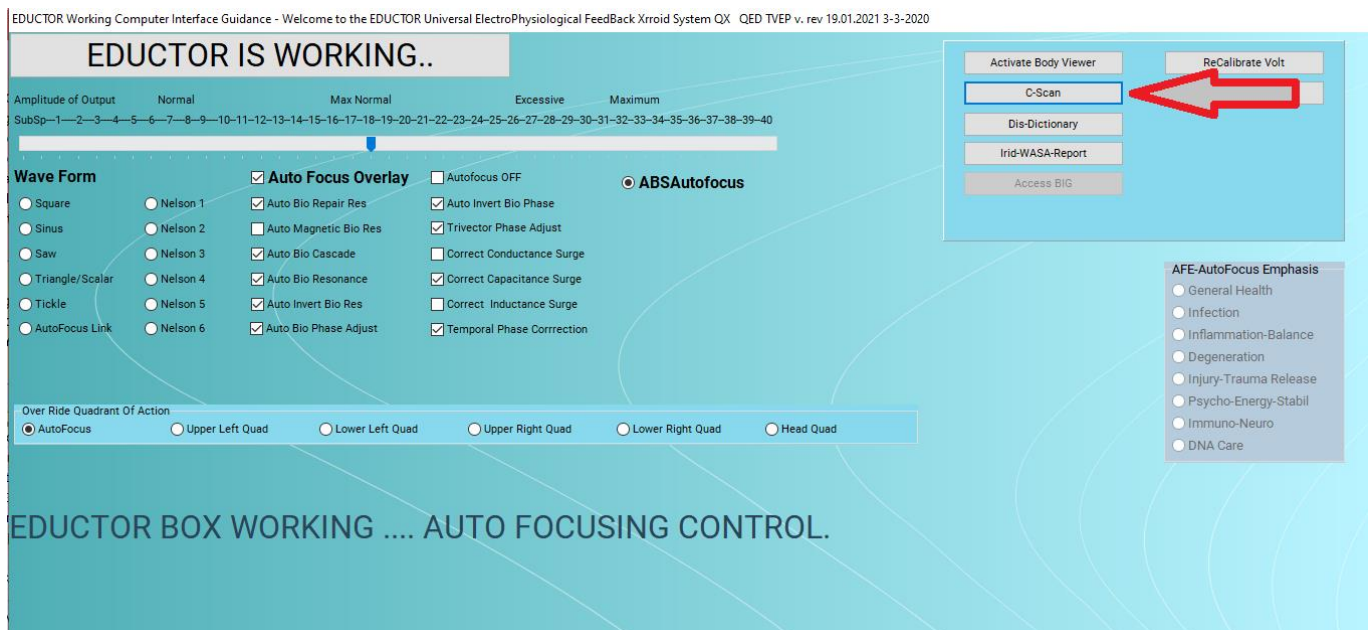 EDUCTOR Working Computer Interface Guidance - Welcome to the EDUCTOR Universal ElectroPhysiological FeedBack Xrroid System QX QED TVEP v. rev 19.01.2021 3-3-2020
EDUCTOR IS WORKING..
Amplitude of Output Normal Max Normal Excessive Maximum
SubSp—1—2—3—4—5—6—7—8—9—10-11-12-13-14-15-16-17-18-19-20-21-22-23-24-25-26-27-28-29-30-31-32-33-34-35-36-37-38-39-40
Wave Form
Square
Sinus
Saw
Triangle/Scalar
Tickle
AutoFocus Link
Nelson 1
Nelson 2
Nelson 3
Nelson 4
Nelson 5
Nelson 6
Auto Focus Overlay
Auto Bio Repair Res
Auto Magnetic Bio Res
Auto Bio Cascade
Auto Bio Resonance
Auto Invert Bio Res
Auto Bio Phase Adjust
Autofocus OFF
Auto Invert Bio Phase
Trivector Phase Adjust
Correct Conductance Surge
Correct Capacitance Surge
Correct Inductance Surge
Temporal Phase Corrrection
ABSAutofocus
Over Ride Quadrant Of Action
AutoFocus Upper Left Quad Lower Left Quad Upper Right Quad Lower Right Quad Head Quad
EDUCTOR BOX WORKING .... AUTO FOCUSING CONTROL.
Activate Body Viewer
C-Scan
Dis-Dictionary
Irid-WASA-Report
Access BIG
ReCalibrate Volt
AFE-AutoFocus Emphasis
General Health
Infection
Inflammation-Balance
Degeneration
Injury-Trauma Release
Psycho-Energy-Stabil
Immuno-Neuro
DNA Care